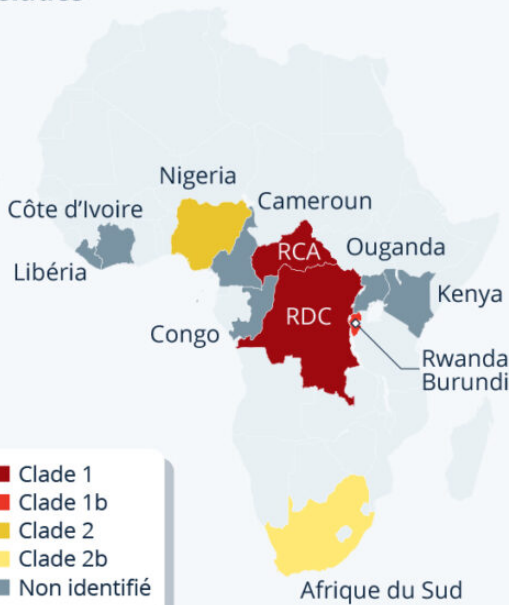 Nigeria
Cameroun
Côte d'Ivoire
RCA
Ouganda
Libéria
Kenya
RDC
Congo
Rwanda
Burundi
Clade 1
Clade 1b
Clade 2
Clade 2b
Non identifié
Afrique du Sud